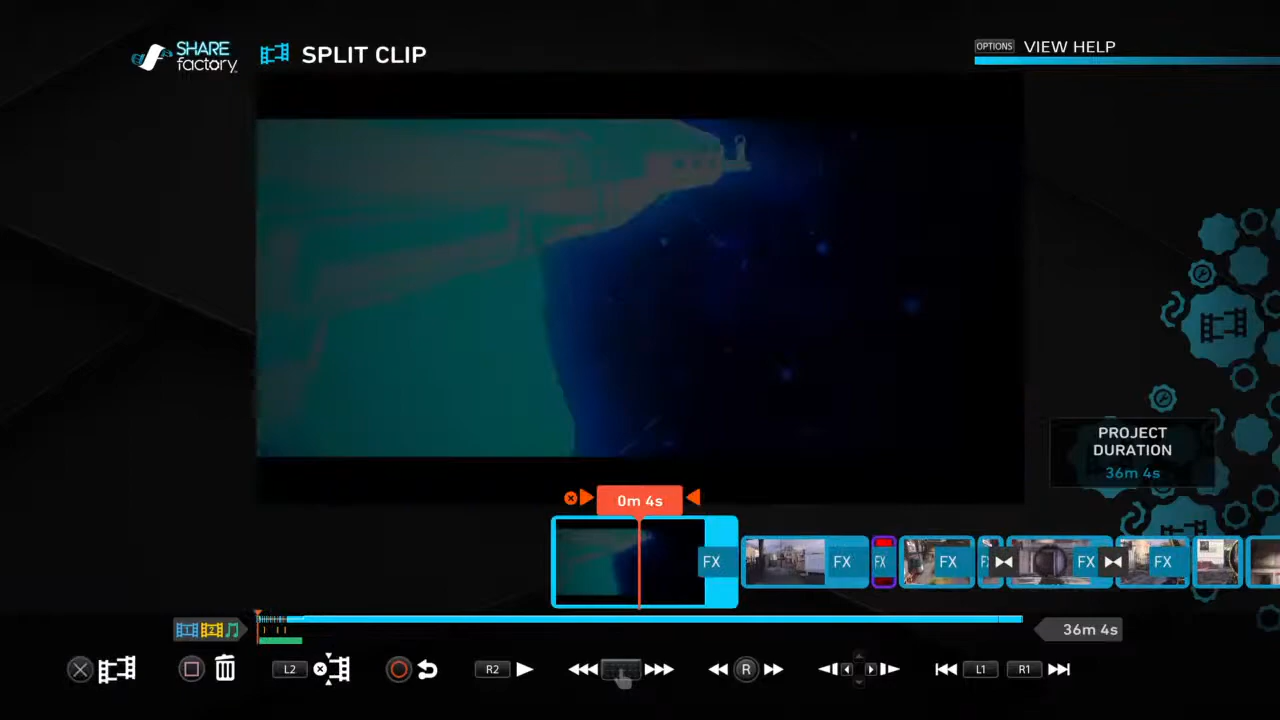 SHARE
factory
SPLIT CLIP
OPTIONS VIEW HELP
PROJECT
DURATION
36m 4s
0m 4s
FX FX FX FX FX FX FX
36m 4s
L2 R2 R L1 R1